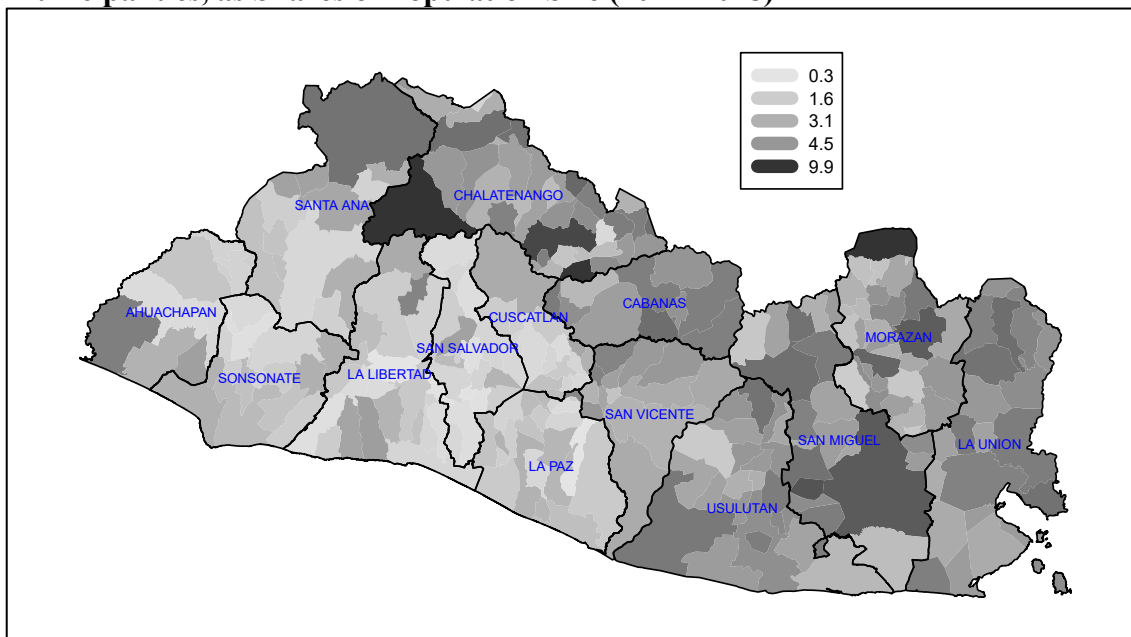 0.3
1.6
3.1
4.5
9.9
CHALATENANGO
SANTA ANA
CABANAS
AHUACHAPAN
CUSCATLAN
MORAZAN
SAN SALVADOR
SONSONATE
LA LIBERTAD
SAN VICENTE
SAN MIGUEL
LA UNION
LA PAZ
USULUTAN